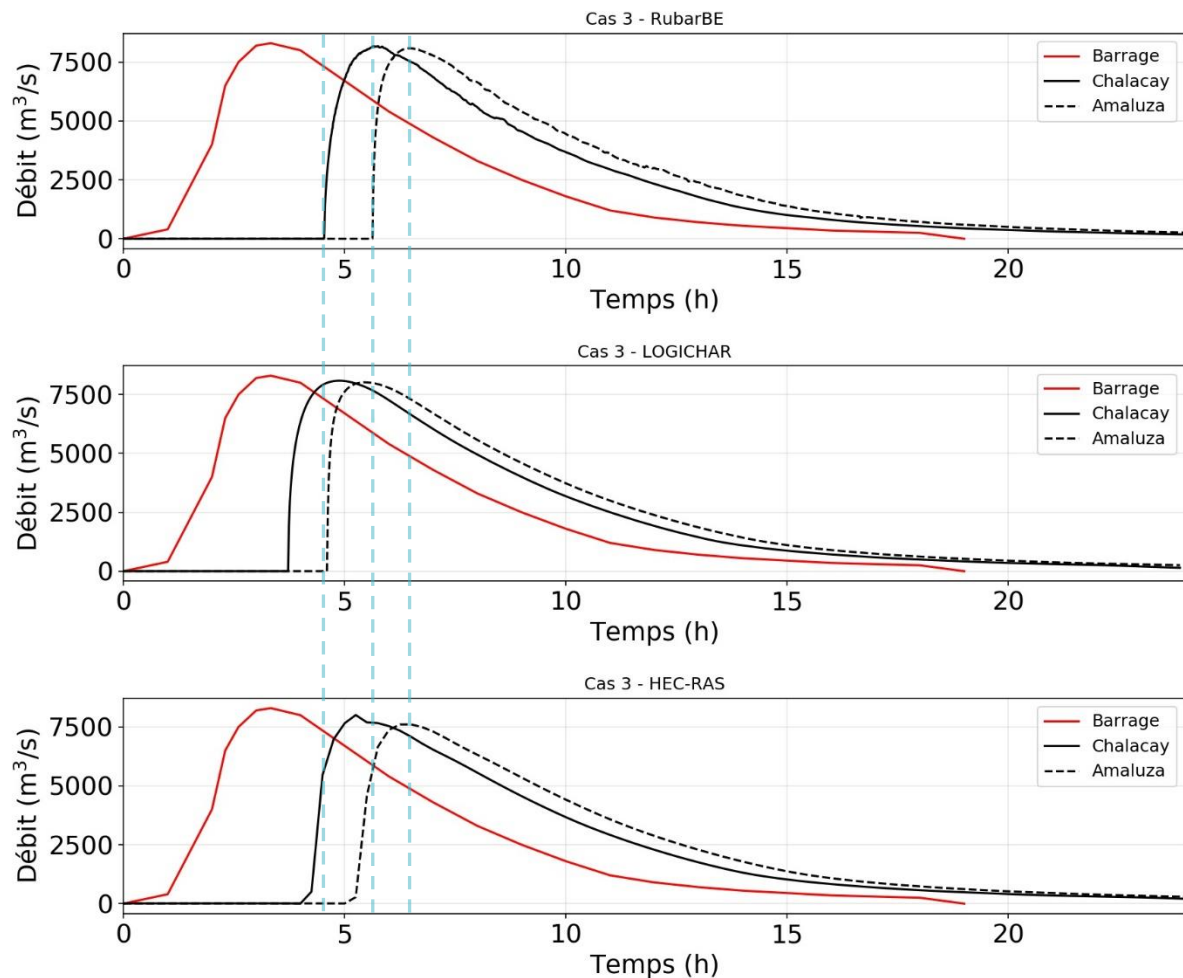 Cas 3 - RubarBE
Débit (m³/s)
7500
5000
2500
0
Barrage
Chalacay
Amaluza
0 5 10 15 20
Temps (h)
Cas 3 - LOGICHAR
Débit (m³/s)
7500
5000
2500
0
Barrage
Chalacay
Amaluza
0 5 10 15 20
Temps (h)
Cas 3 - HEC-RAS
Débit (m³/s)
7500
5000
2500
0
Barrage
Chalacay
Amaluza
0 5 10 15 20
Temps (h)